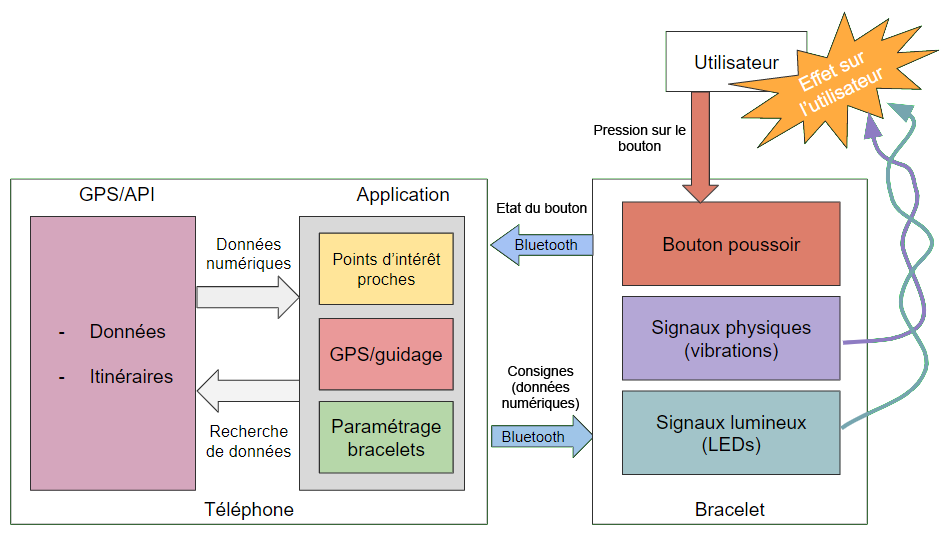 Utilisateur
Effet sur
l'utilisateur
Pression sur le
bouton
GPS/API
Application
Données
numériques
- Données
- Itinéraires
Recherche
de données
Points d'intérêt
proches
GPS/guidage
Paramétrage
bracelets
Téléphone
Etat du bouton
Bluetooth
Consignes
(données
numériques)
Bluetooth
Bouton poussoir
Signaux physiques
(vibrations)
Signaux lumineux
(LEDs)
Bracelet